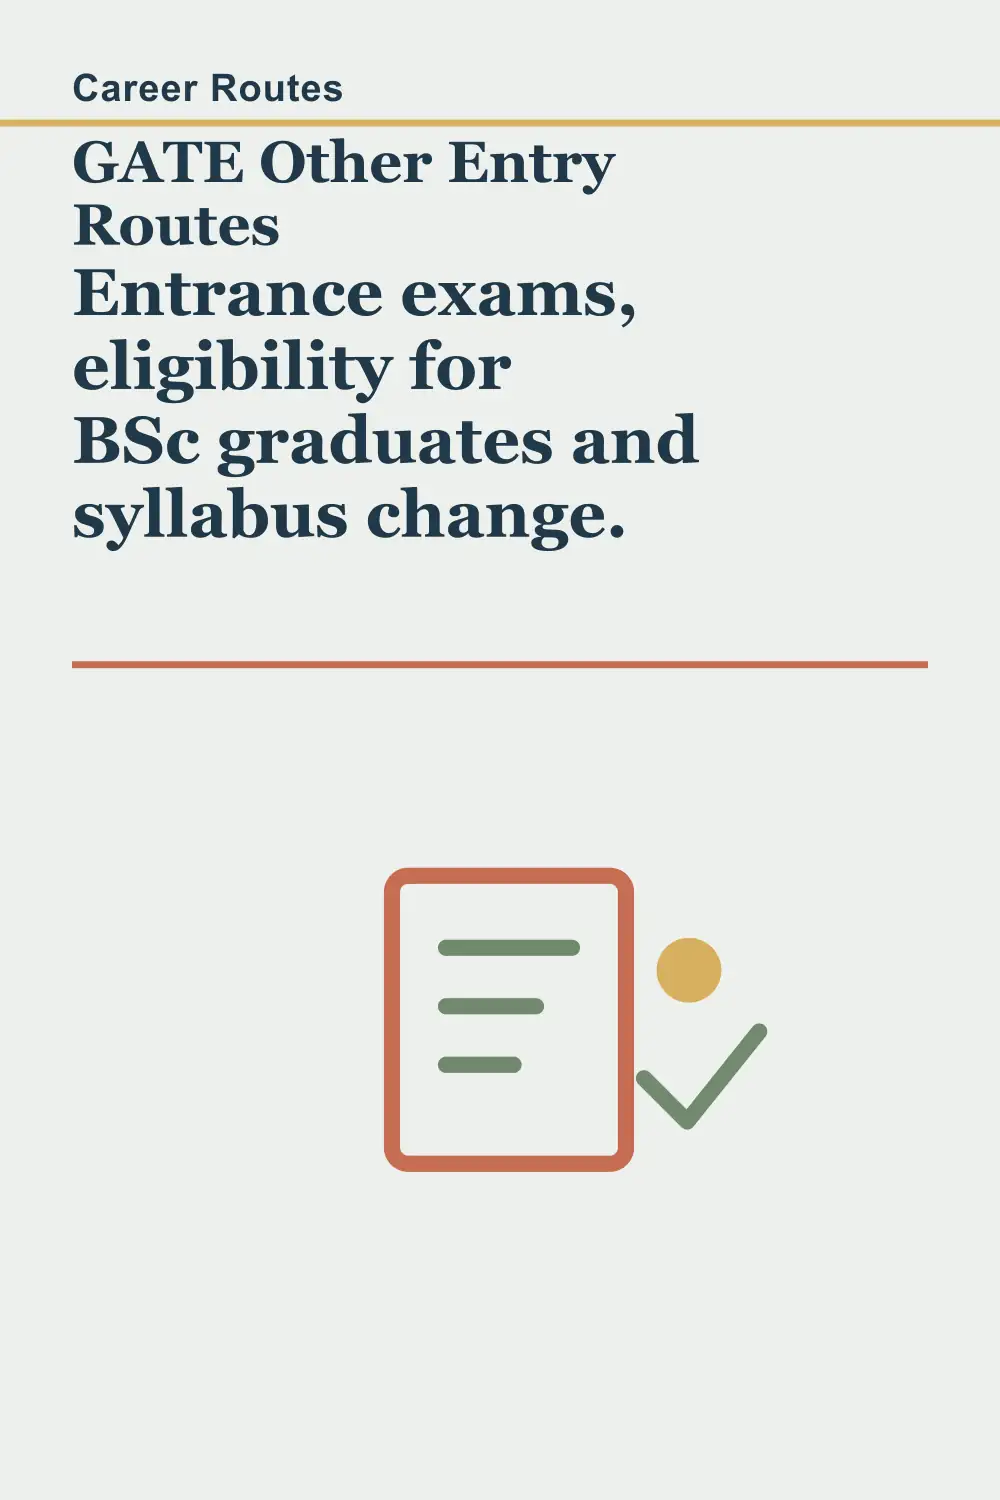 Career Routes
GATE Other Entry
Routes
Entrance exams,
eligibility for
BSc graduates and
syllabus change.